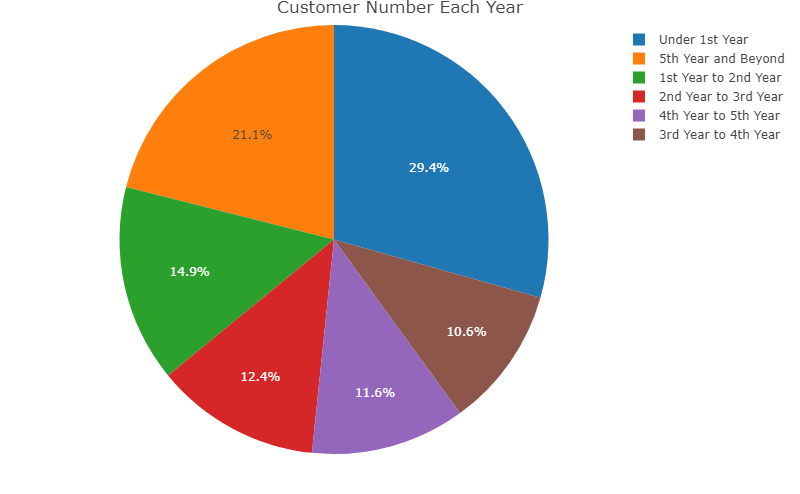 Customer Number Each Year
Under 1st Year
5th Year and Beyond
1st Year to 2nd Year
2nd Year to 3rd Year
4th Year to 5th Year
3rd Year to 4th Year
21.1%
29.4%
14.9%
10.6%
12.4%
11.6%